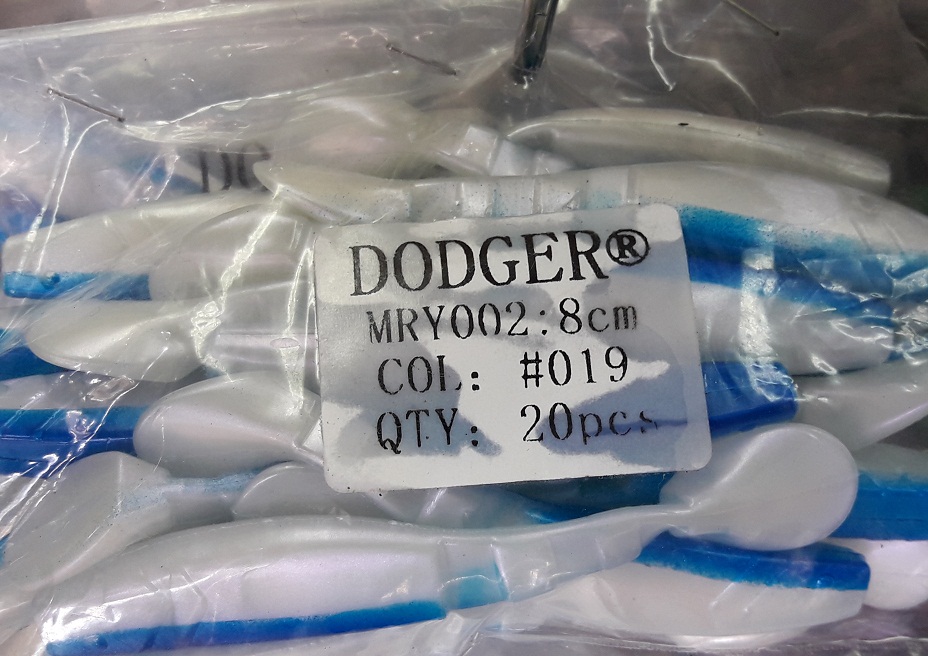 DODGER®
MRY002:8cm
COL: #019
QTY: 20pcs